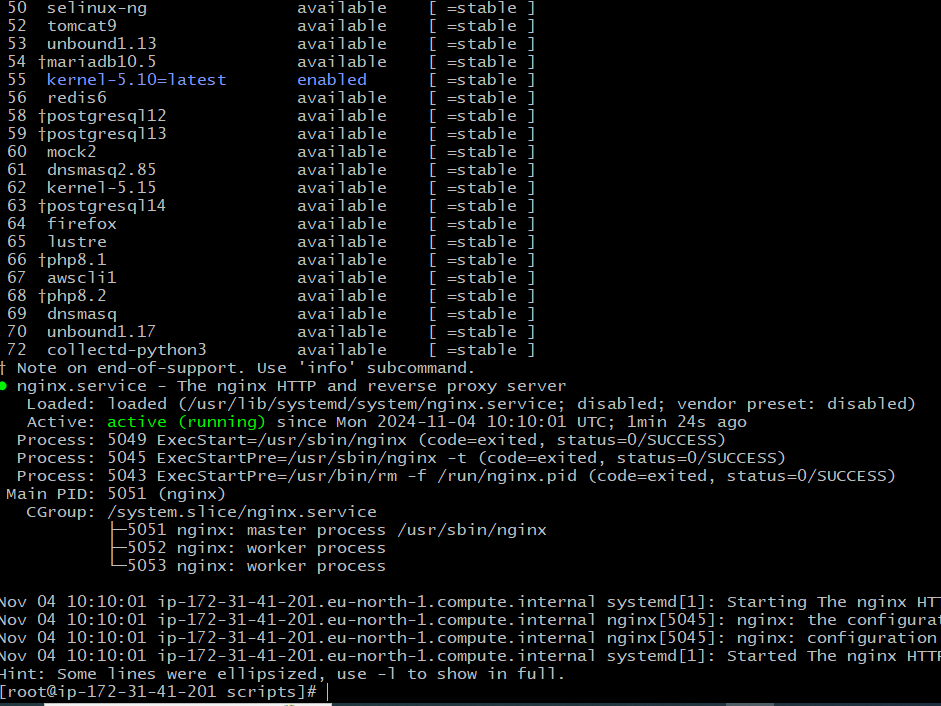 50  selinux-ng               available    [ =stable ]
52  tomcat9                  available    [ =stable ]
53  unbound1.13              available    [ =stable ]
54 †mariadb10.5              available    [ =stable ]
55  kernel-5.10=latest       enabled      [ =stable ]
56  redis6                   available    [ =stable ]
58 †postgresql12             available    [ =stable ]
59 †postgresql13             available    [ =stable ]
60  mock2                    available    [ =stable ]
61  dnsmasq2.85              available    [ =stable ]
62  kernel-5.15              available    [ =stable ]
63 †postgresql14             available    [ =stable ]
64  firefox                  available    [ =stable ]
65  lustre                   available    [ =stable ]
66 †php8.1                   available    [ =stable ]
67  awscli1                  available    [ =stable ]
68 †php8.2                   available    [ =stable ]
69  dnsmasq                  available    [ =stable ]
70  unbound1.17              available    [ =stable ]
72  collectd-python3         available    [ =stable ]
† Note on end-of-support. Use 'info' subcommand.
● nginx.service - The nginx HTTP and reverse proxy server
Loaded: loaded (/usr/lib/systemd/system/nginx.service; disabled; vendor preset: disabled)
Active: active (running) since Mon 2024-11-04 10:10:01 UTC; 1min 24s ago
Process: 5049 ExecStart=/usr/sbin/nginx (code=exited, status=0/SUCCESS)
Process: 5045 ExecStartPre=/usr/sbin/nginx -t (code=exited, status=0/SUCCESS)
Process: 5043 ExecStartPre=/usr/bin/rm -f /run/nginx.pid (code=exited, status=0/SUCCESS)
Main PID: 5051 (nginx)
CGroup: /system.slice/nginx.service
├─5051 nginx: master process /usr/sbin/nginx
├─5052 nginx: worker process
└─5053 nginx: worker process
Nov 04 10:10:01 ip-172-31-41-201.eu-north-1.compute.internal systemd[1]: Starting The nginx HTT
Nov 04 10:10:01 ip-172-31-41-201.eu-north-1.compute.internal nginx[5045]: nginx: the configurat
Nov 04 10:10:01 ip-172-31-41-201.eu-north-1.compute.internal nginx[5045]: nginx: configuration
Nov 04 10:10:01 ip-172-31-41-201.eu-north-1.compute.internal systemd[1]: Started The nginx HTTP
Hint: Some lines were ellipsized, use -l to show in full.
[root@ip-172-31-41-201 scripts]#